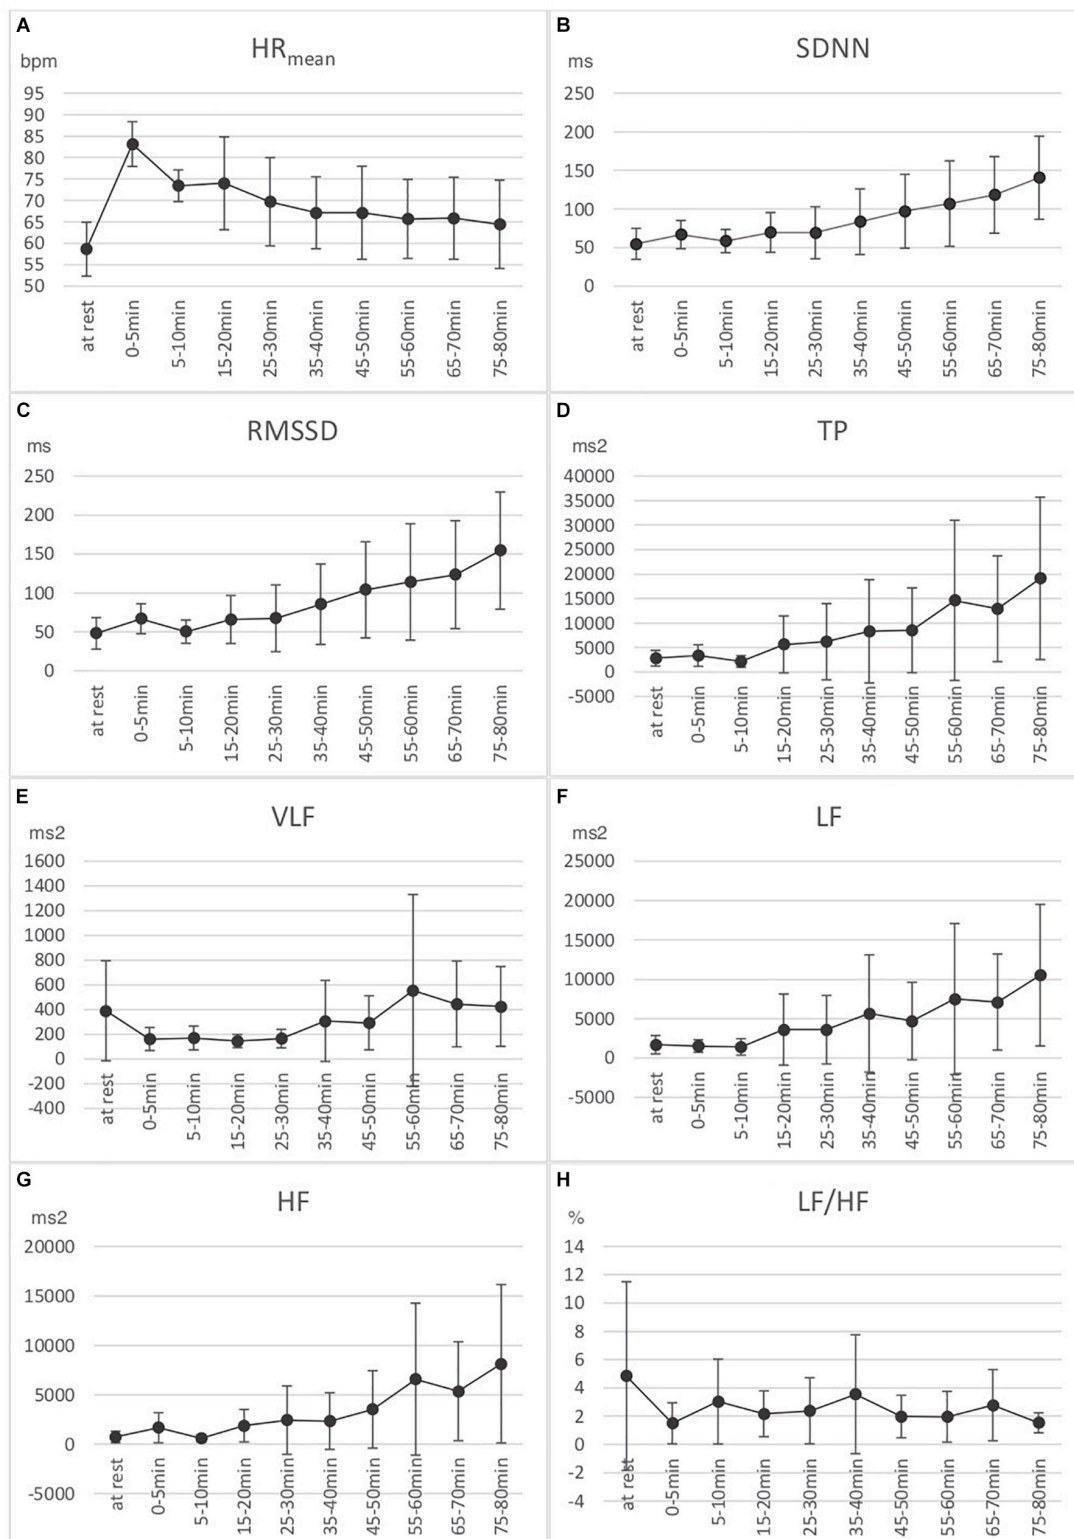 A
HRmean
bpm
95
90
85
80
75
70
65
60
55
50
at rest
0-5min
5-10min
15-20min
25-30min
35-40min
45-50min
55-60min
65-70min
75-80min
B
SDNN
ms
250
200
150
100
50
0
at rest
0-5min
5-10min
15-20min
25-30min
35-40min
45-50min
55-60min
65-70min
75-80min
C
RMSSD
ms
250
200
150
100
50
0
at rest
0-5min
5-10min
15-20min
25-30min
35-40min
45-50min
55-60min
65-70min
75-80min
D
TP
ms2
40000
35000
30000
25000
20000
15000
10000
5000
0
-5000
at rest
0-5min
5-10min
15-20min
25-30min
35-40min
45-50min
55-60min
65-70min
75-80min
E
VLF
ms2
1600
1400
1200
1000
800
600
400
200
0
-200
-400
at rest
0-5min
5-10min
15-20min
25-30min
35-40min
45-50min
55-60min
65-70min
75-80min
F
LF
ms2
25000
20000
15000
10000
5000
0
-5000
at rest
0-5min
5-10min
15-20min
25-30min
35-40min
45-50min
55-60min
65-70min
75-80min
G
HF
ms2
20000
15000
10000
5000
0
-5000
at rest
0-5min
5-10min
15-20min
25-30min
35-40min
45-50min
55-60min
65-70min
75-80min
H
LF/HF
%
14
12
10
8
6
4
2
0
-2
-4
at rest
0-5min
5-10min
15-20min
25-30min
35-40min
45-50min
55-60min
65-70min
75-80min